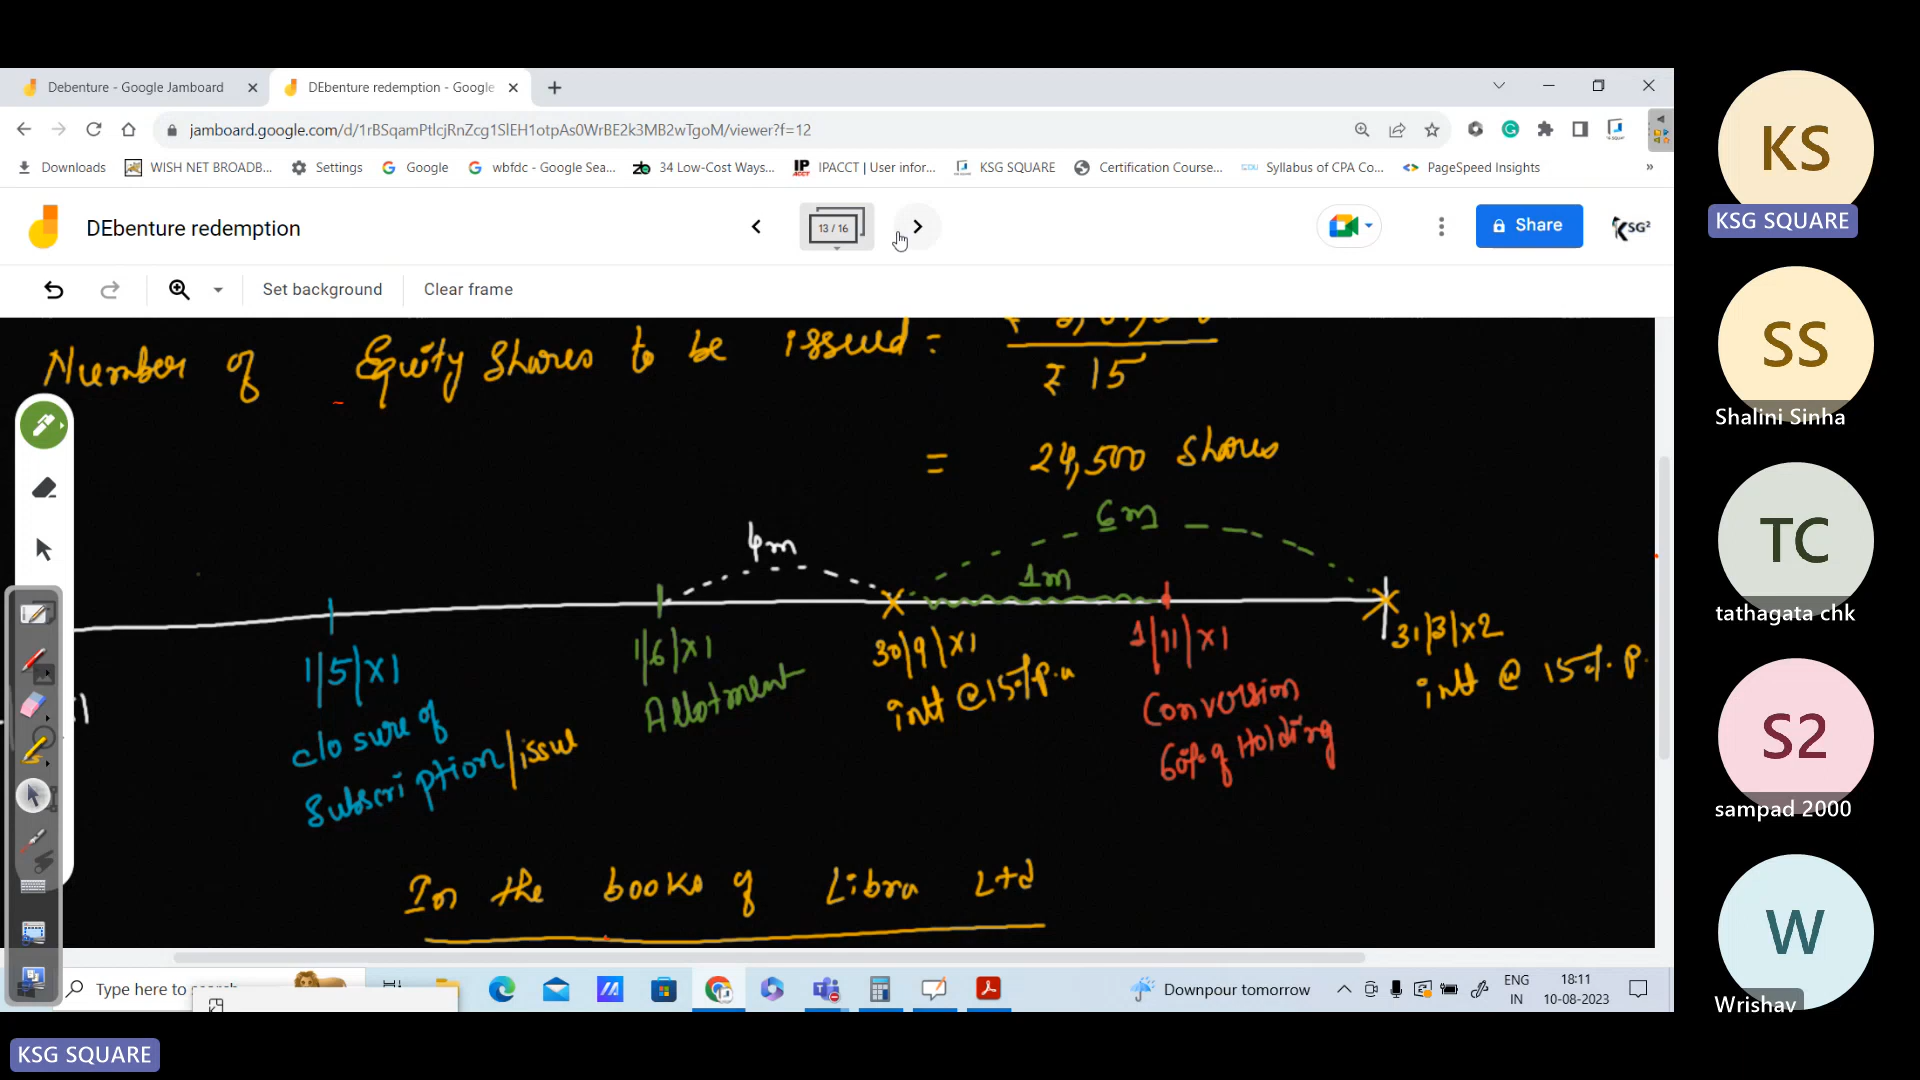 Debenture - Google Jamboard
DEbenture redemption - Google
jamboard.google.com/d/1rBSqamPtlcjRnZcg1SlEH1otpAs0WrBE2k3MB2wTgoM/viewer?f=12
Downloads
WISH NET BROADB...
Settings
Google
wbfdc - Google Sea...
34 Low-Cost Ways...
IPACCT | User infor...
KSG SQUARE
Certification Course...
Syllabus of CPA Co...
PageSpeed Insights
»
DEbenture redemption
13 / 16
Share
KSG²
Set background
Clear frame
Number of Equity Shares to be issued =
₹ 15
= 24,500 Shares
6m
4m
1m
1/5/X1
closure of
Subscription/issue
1/6/X1
Allotment
30/9/X1
intt @15% p.a
1/11/X1
Conversion
60% of Holding
31/3/X2
intt @ 15% p.
In the books of Libra Ltd
Type here to search
Downpour tomorrow
ENG
IN
18:11
10-08-2023
KS
KSG SQUARE
SS
Shalini Sinha
TC
tathagata chk
S2
sampad 2000
W
Wrishav
KSG SQUARE